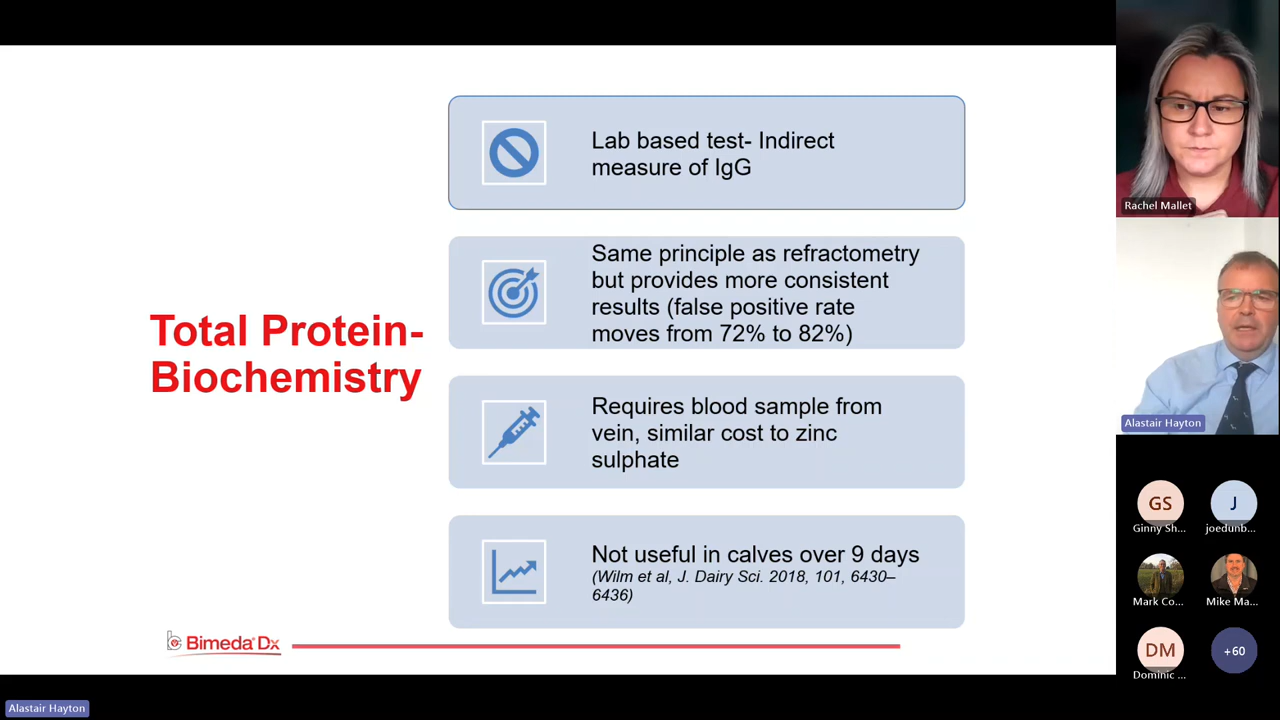 Total Protein-
Biochemistry
Lab based test- Indirect
measure of IgG
Same principle as refractometry
but provides more consistent
results (false positive rate
moves from 72% to 82%)
Requires blood sample from
vein, similar cost to zinc
sulphate
Not useful in calves over 9 days
(Wilm et al, J. Dairy Sci. 2018, 101, 6430–
6436)
Bimeda® Dx
Rachel Mallet
Alastair Hayton
GS
J
Ginny Sh...
joedunb...
Mark Co...
Mike Ma...
DM
+60
Dominic ...
Alastair Hayton